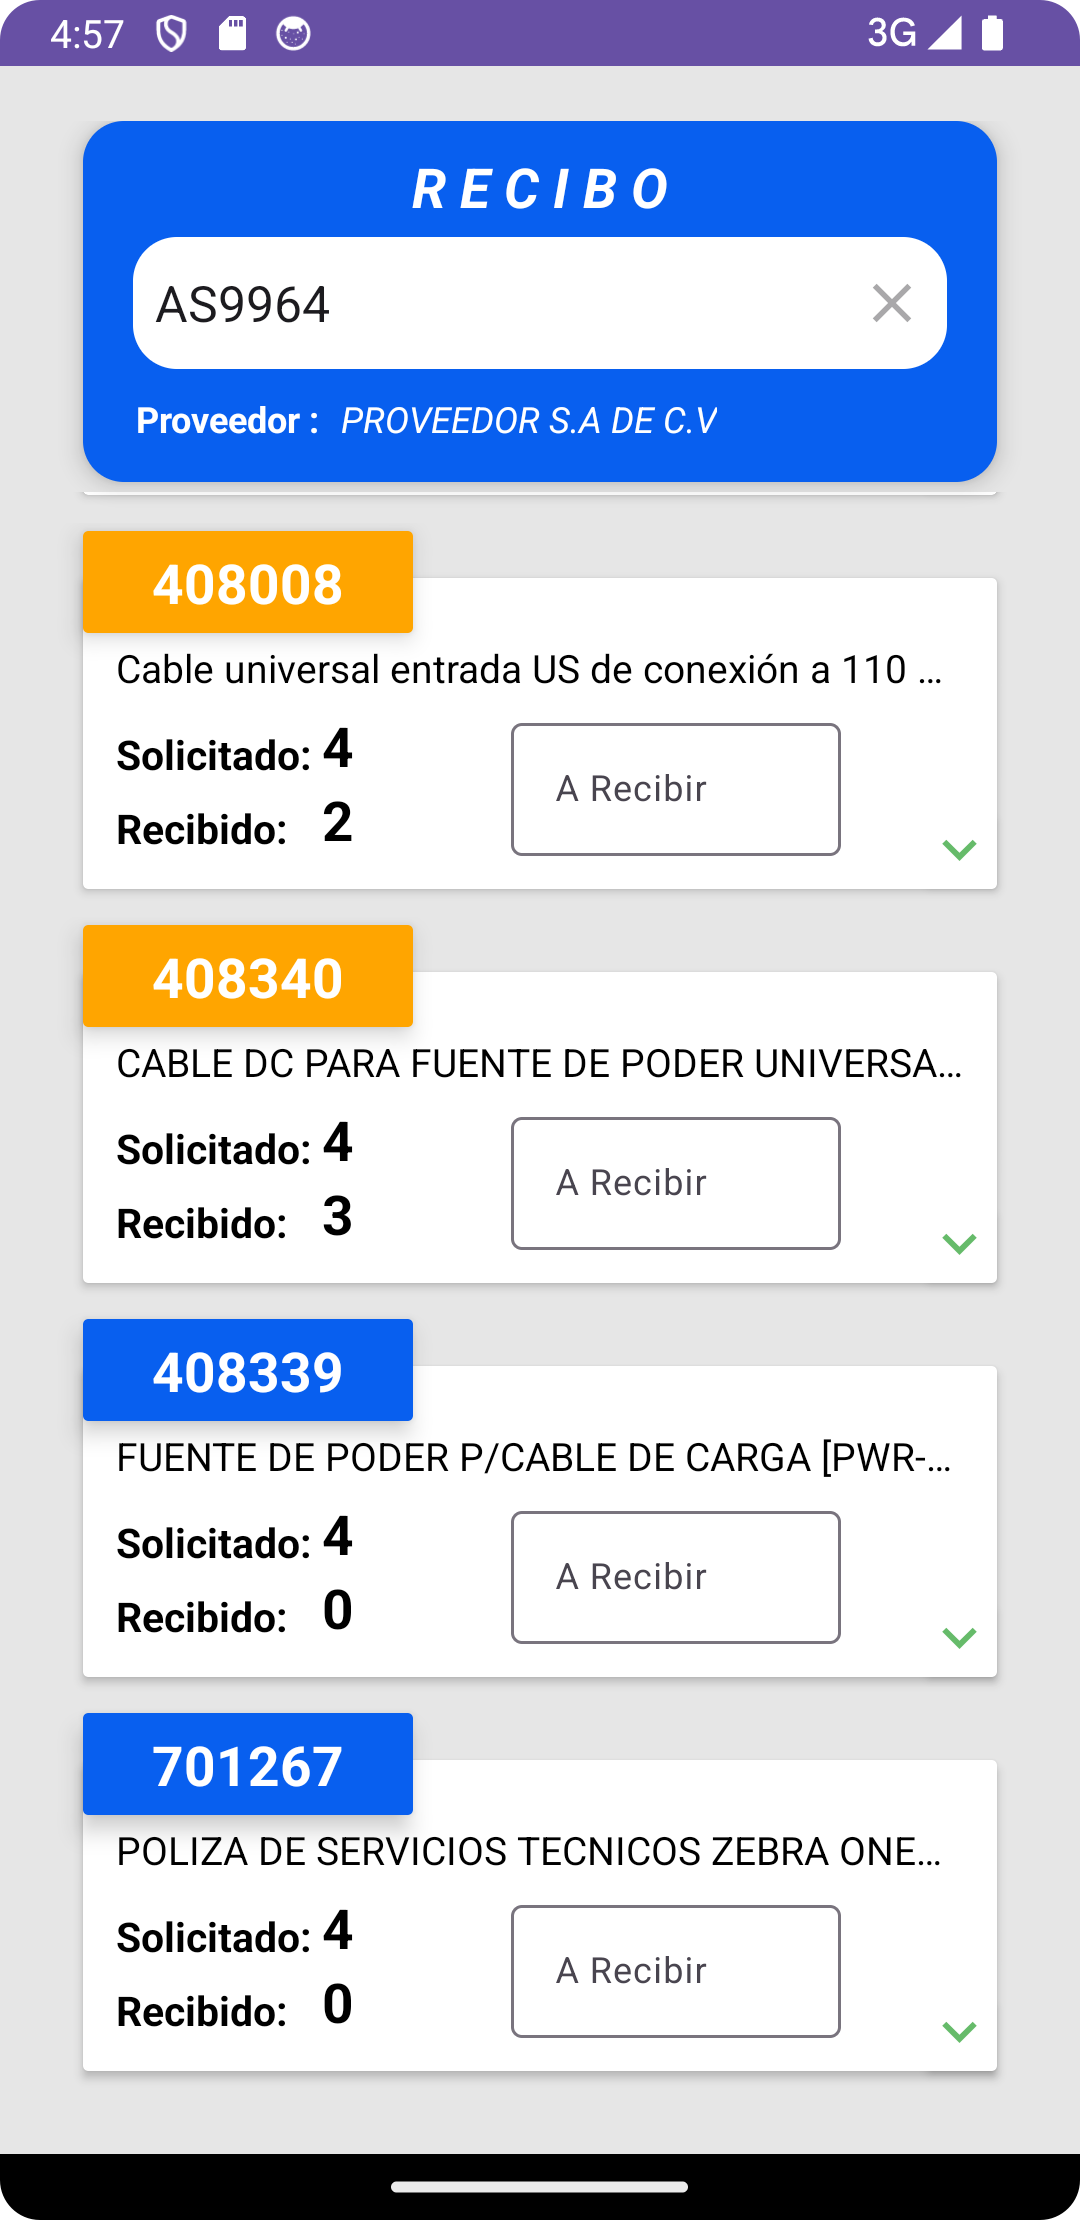 4:57
3G
RECIBO
AS9964
Proveedor : PROVEEDOR S.A DE C.V
408008
Cable universal entrada US de conexión a 110 ...
Solicitado: 4
A Recibir
Recibido: 2
408340
CABLE DC PARA FUENTE DE PODER UNIVERSA...
Solicitado: 4
A Recibir
Recibido: 3
408339
FUENTE DE PODER P/CABLE DE CARGA [PWR-...
Solicitado: 4
A Recibir
Recibido: 0
701267
POLIZA DE SERVICIOS TECNICOS ZEBRA ONE...
Solicitado: 4
A Recibir
Recibido: 0